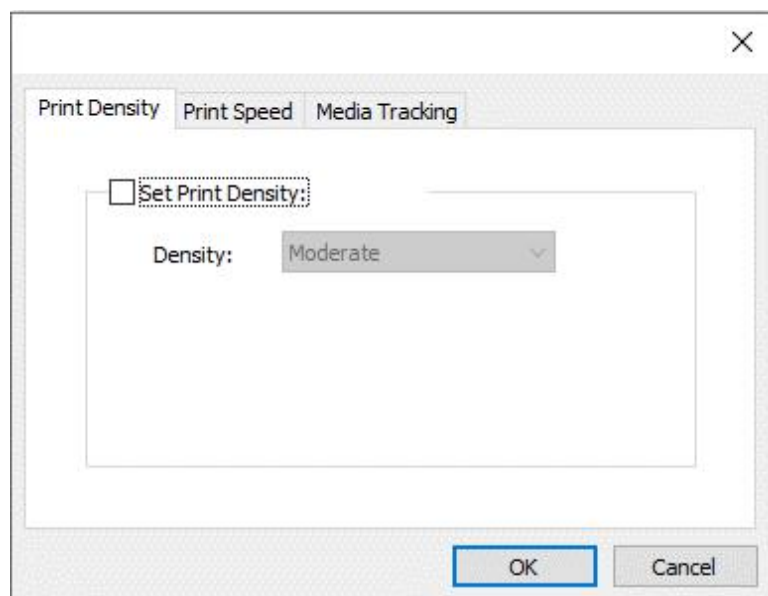 Print Density Print Speed Media Tracking
Set Print Density:
Density: Moderate
OK Cancel